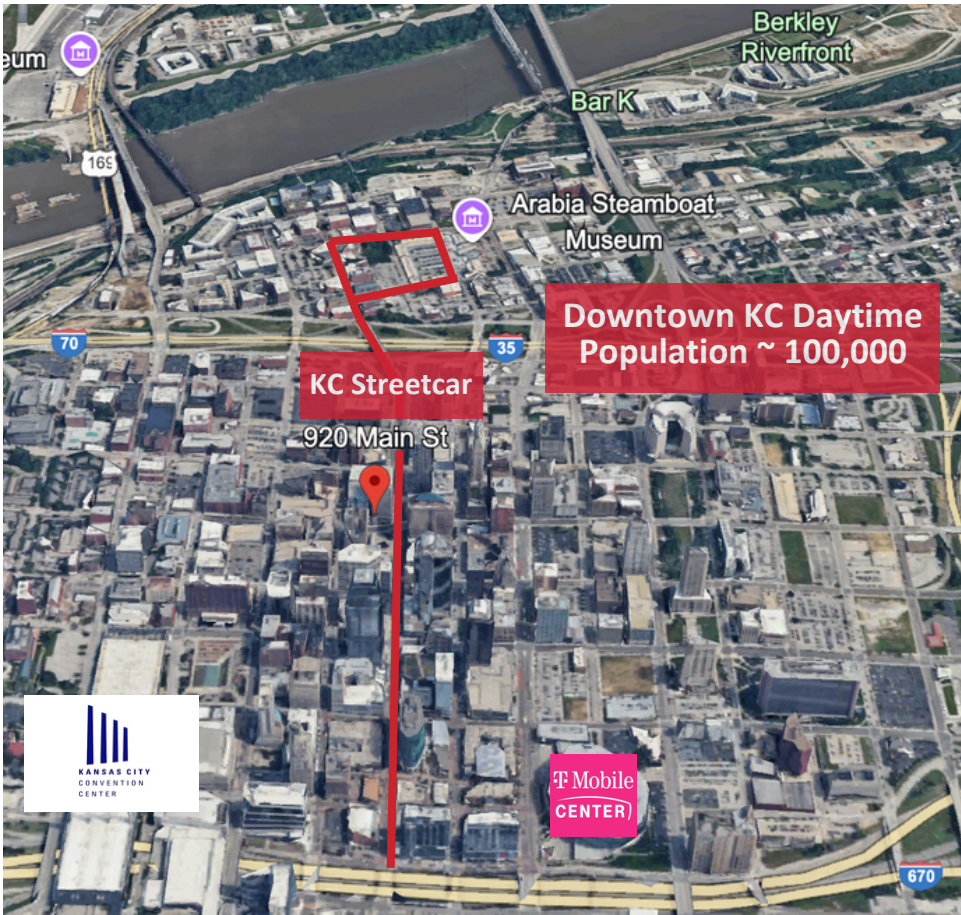 Berkley
Riverfront
eum
Bar K
169
Arabia Steamboat
Museum
Downtown KC Daytime
Population ~ 100,000
70
35
KC Streetcar
920 Main St
KANSAS CITY
CONVENTION
CENTER
T Mobile
CENTER)
670